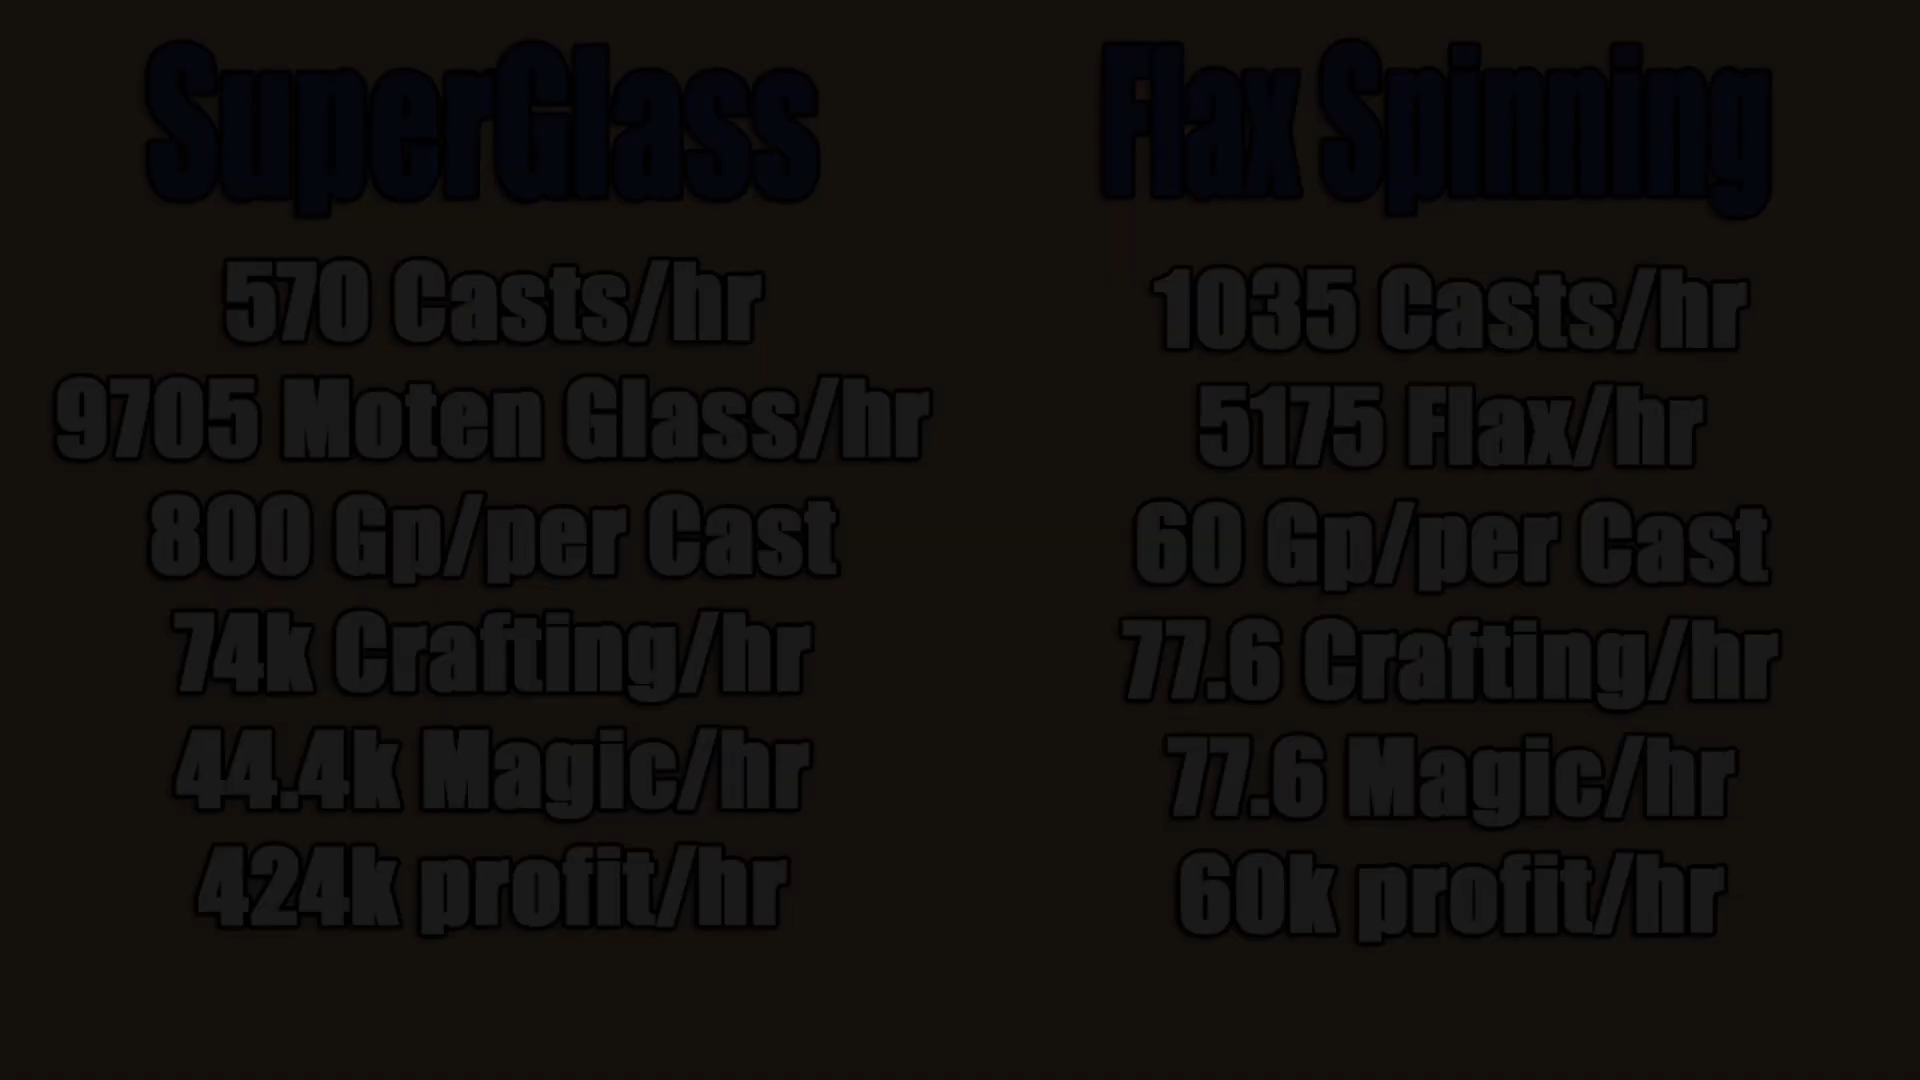 SuperGlass
570 Casts/hr
9705 Moten Glass/hr
800 Gp/per Cast
74k Crafting/hr
44.4k Magic/hr
424k profit/hr
Flax Spinning
1035 Casts/hr
5175 Flax/hr
60 Gp/per Cast
77.6 Crafting/hr
77.6 Magic/hr
60k profit/hr